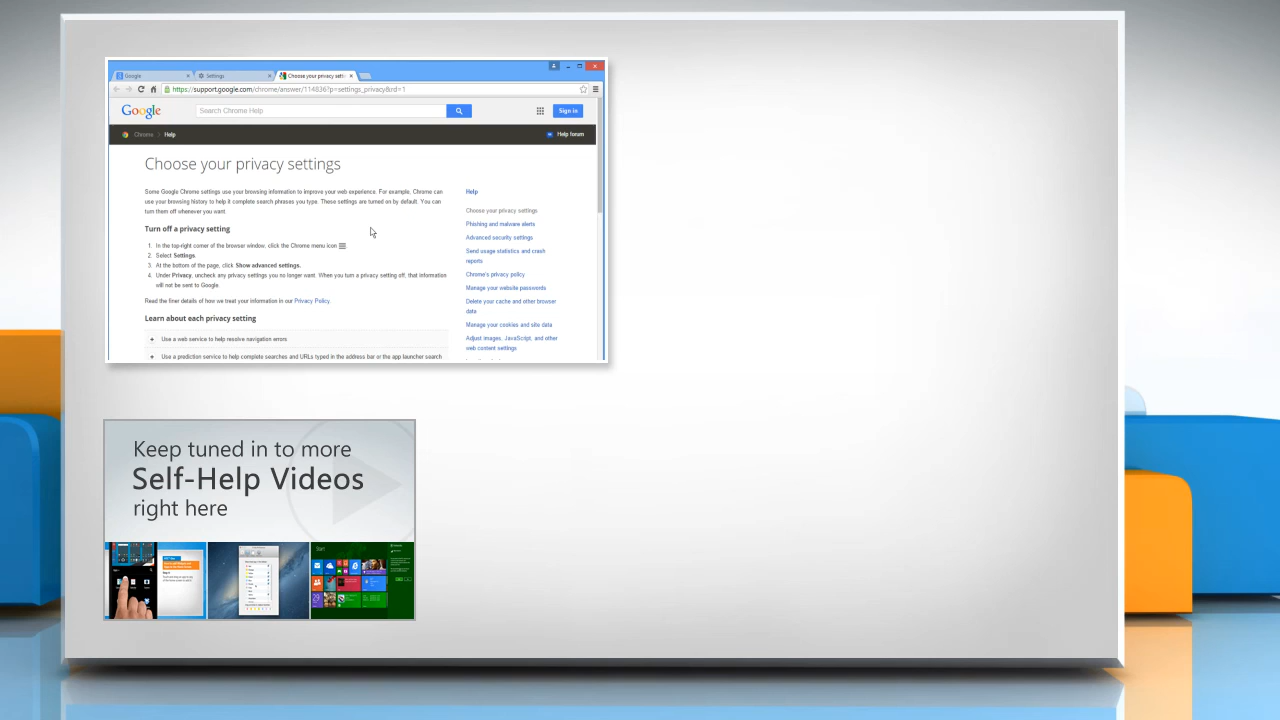 Google
Settings
Choose your privacy setti
https://support.google.com/chrome/answer/114836?p=settings_privacy&rd=1
Google
Search Chrome Help
Sign in
Chrome > Help
Help forum
Choose your privacy settings
Some Google Chrome settings use your browsing information to improve your web experience. For example, Chrome can
use your browsing history to help it complete search phrases you type. These settings are turned on by default. You can
turn them off whenever you want.
Turn off a privacy setting
1. In the top-right corner of the browser window, click the Chrome menu icon
2. Select Settings.
3. At the bottom of the page, click Show advanced settings.
4. Under Privacy, uncheck any privacy settings you no longer want. When you turn a privacy setting off, that information
will not be sent to Google.
Read the finer details of how we treat your information in our Privacy Policy.
Learn about each privacy setting
+ Use a web service to help resolve navigation errors
+ Use a prediction service to help complete searches and URLs typed in the address bar or the app launcher search
Help
Choose your privacy settings
Phishing and malware alerts
Advanced security settings
Send usage statistics and crash
reports
Chrome's privacy policy
Manage your website passwords
Delete your cache and other browser
data
Manage your cookies and site data
Adjust images, JavaScript, and other
web content settings
Keep tuned in to more
Self-Help Videos
right here
Start